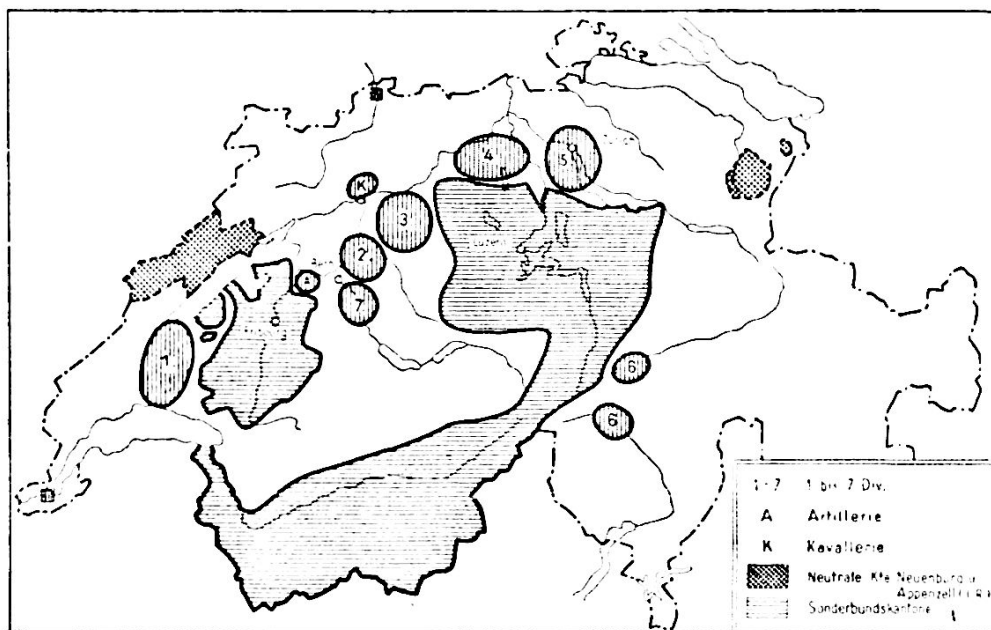 K
4
5
3
Luzern
2
A
7
1
6
6
1-7 1 bis 7 Div.
A Artillerie
K Kavallerie
Neutrale Kte Neuenburg u.
Appenzell (I.R.)
Sonderbundskantone